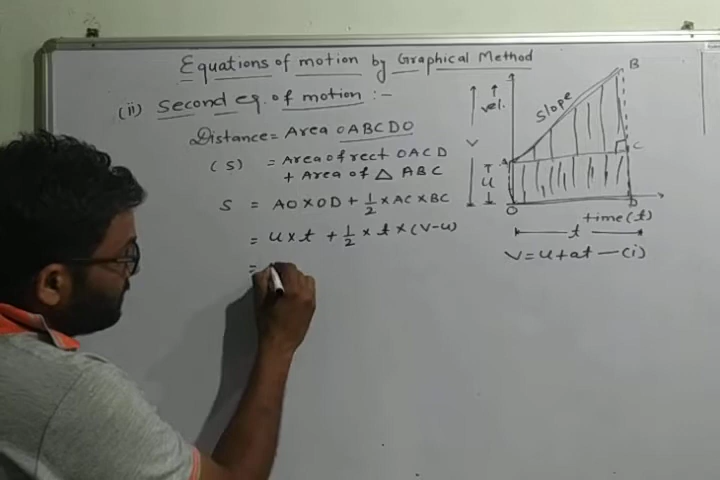 Equations of motion by Graphical Method
(ii) Second eq. of motion :-
Distance = Area OABCDO
(S) = Area of rect OACD
+ Area of △ ABC
S = AO × OD + 1/2 × AC × BC
= u × t + 1/2 × t × (v-u)
=
B
slope
vel.
v
A
C
u
O
D
time (t)
t
v = u + at — (i)